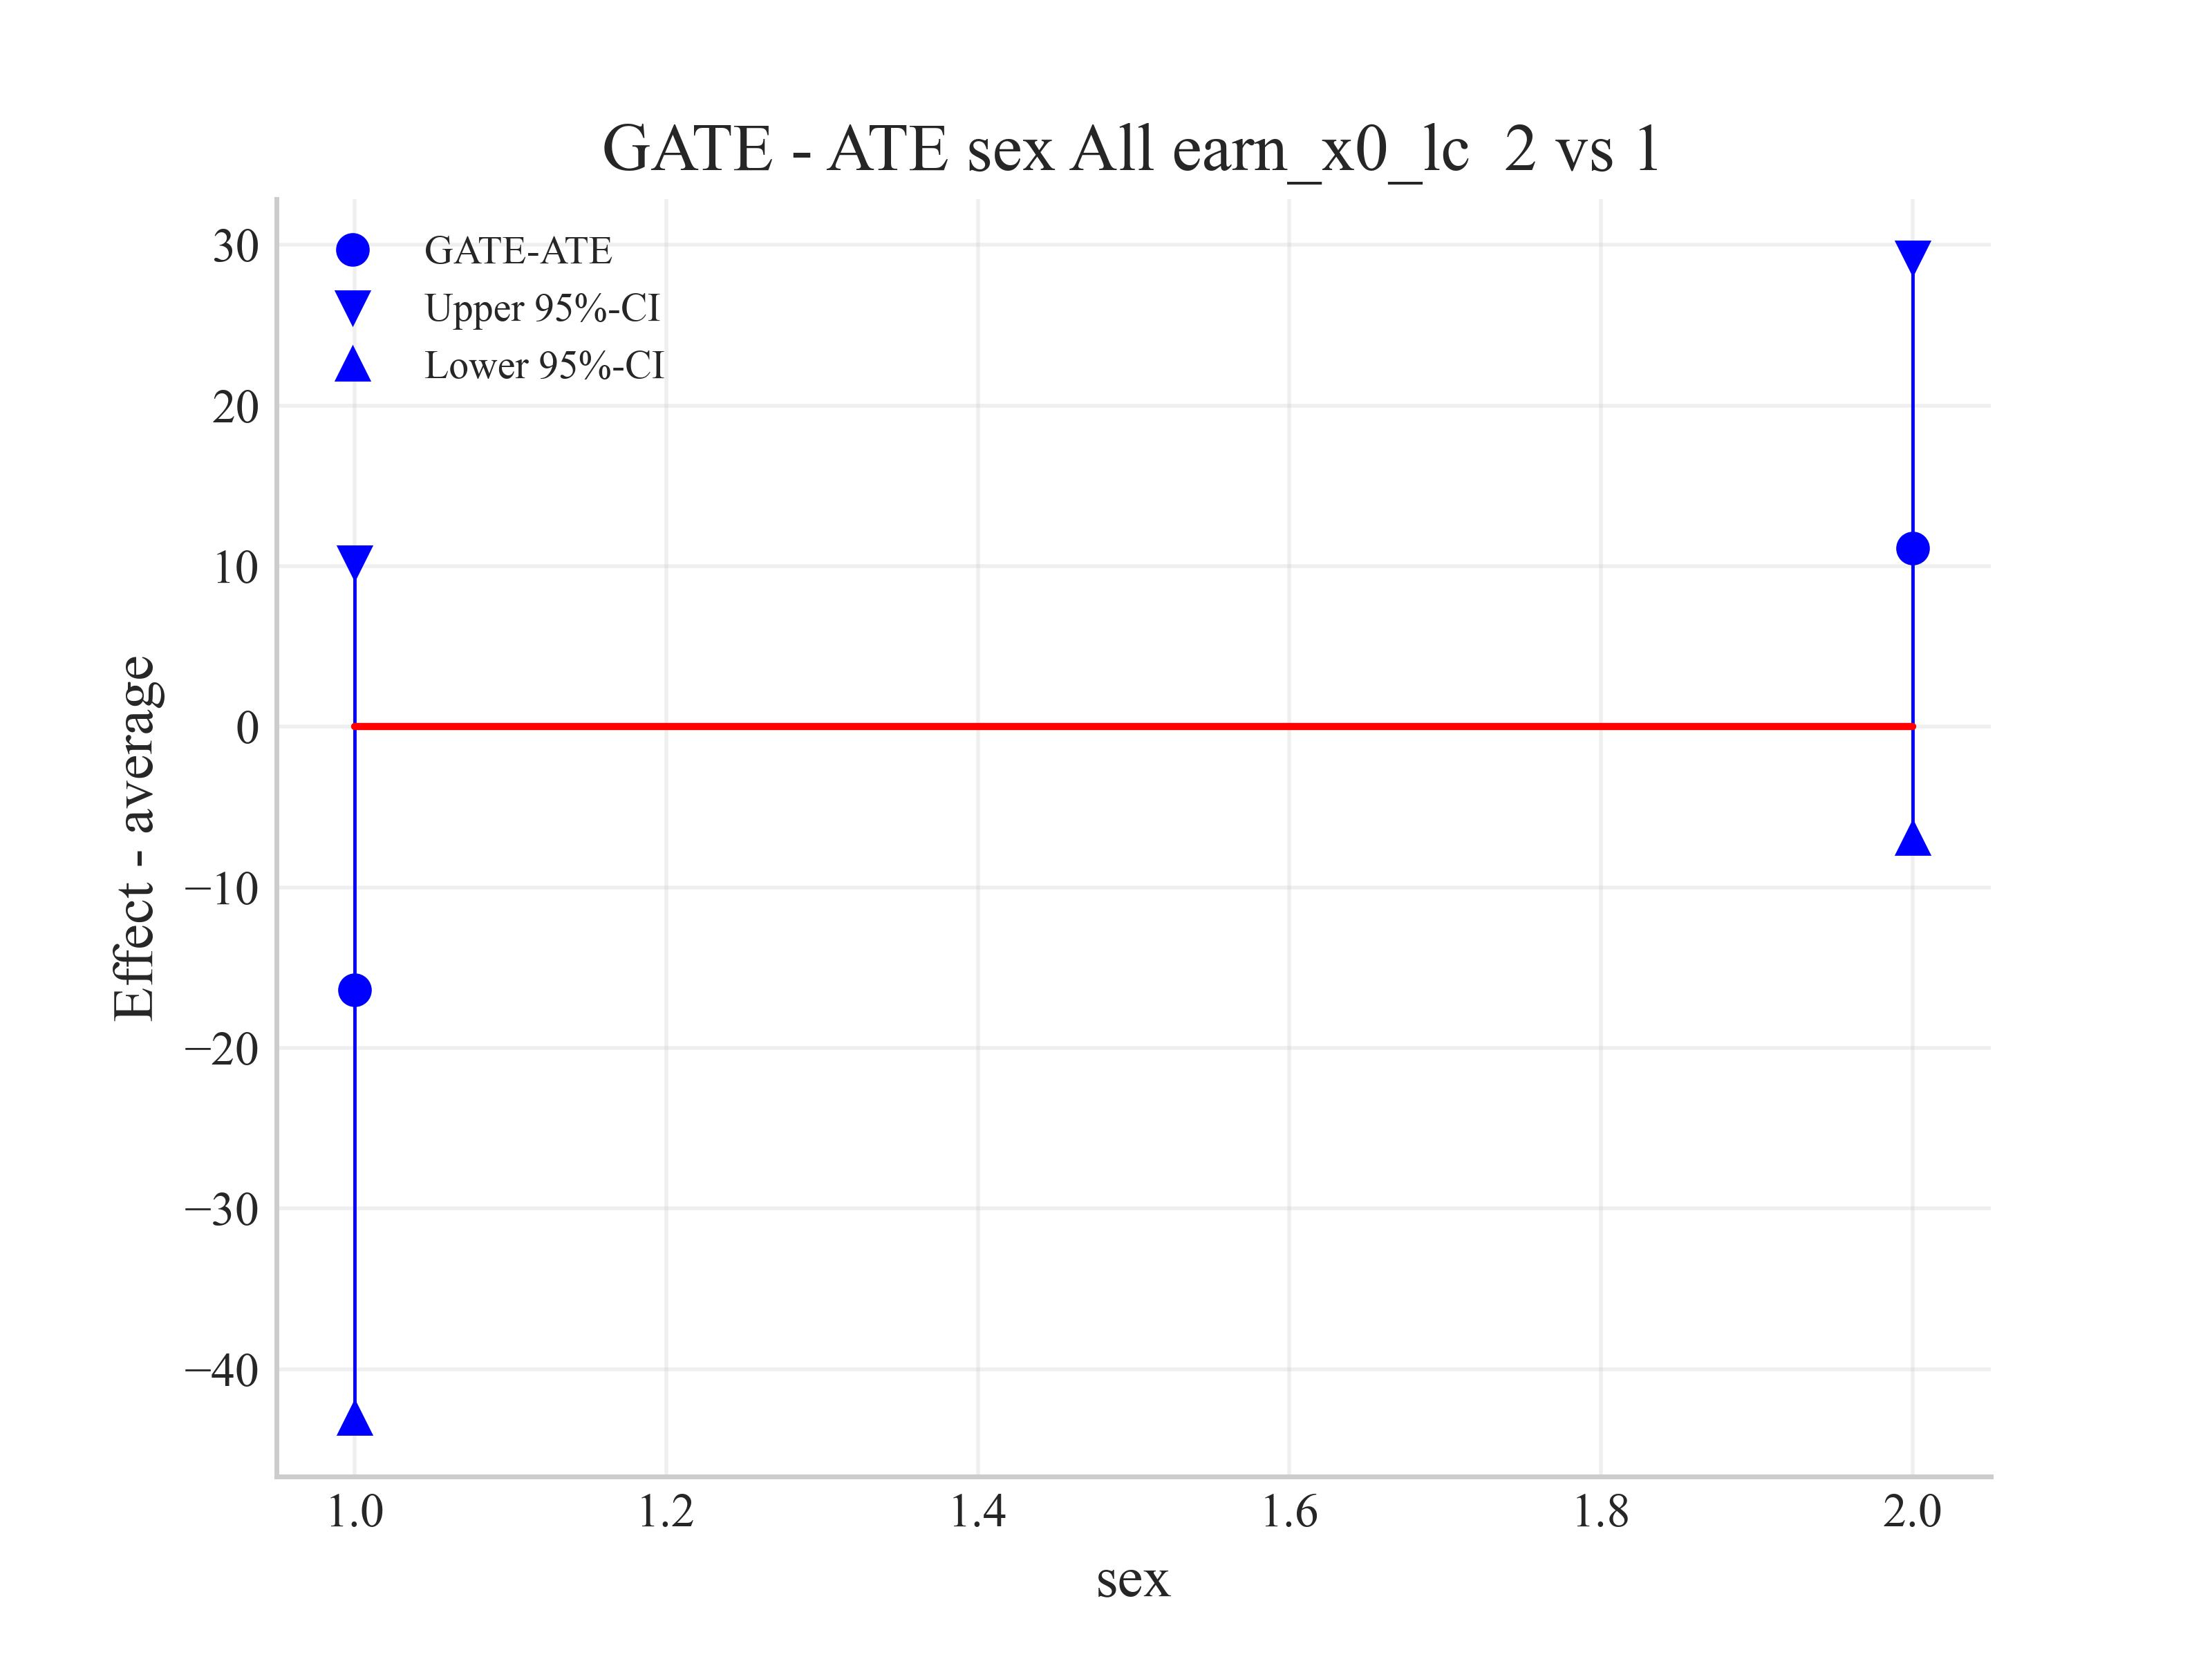 GATE - ATE sex All earn_x0_lc  2 vs 1
GATE-ATE
Upper 95%-CI
Lower 95%-CI
30
20
10
0
−10
−20
−30
−40
Effect - average
1.0 1.2 1.4 1.6 1.8 2.0
sex